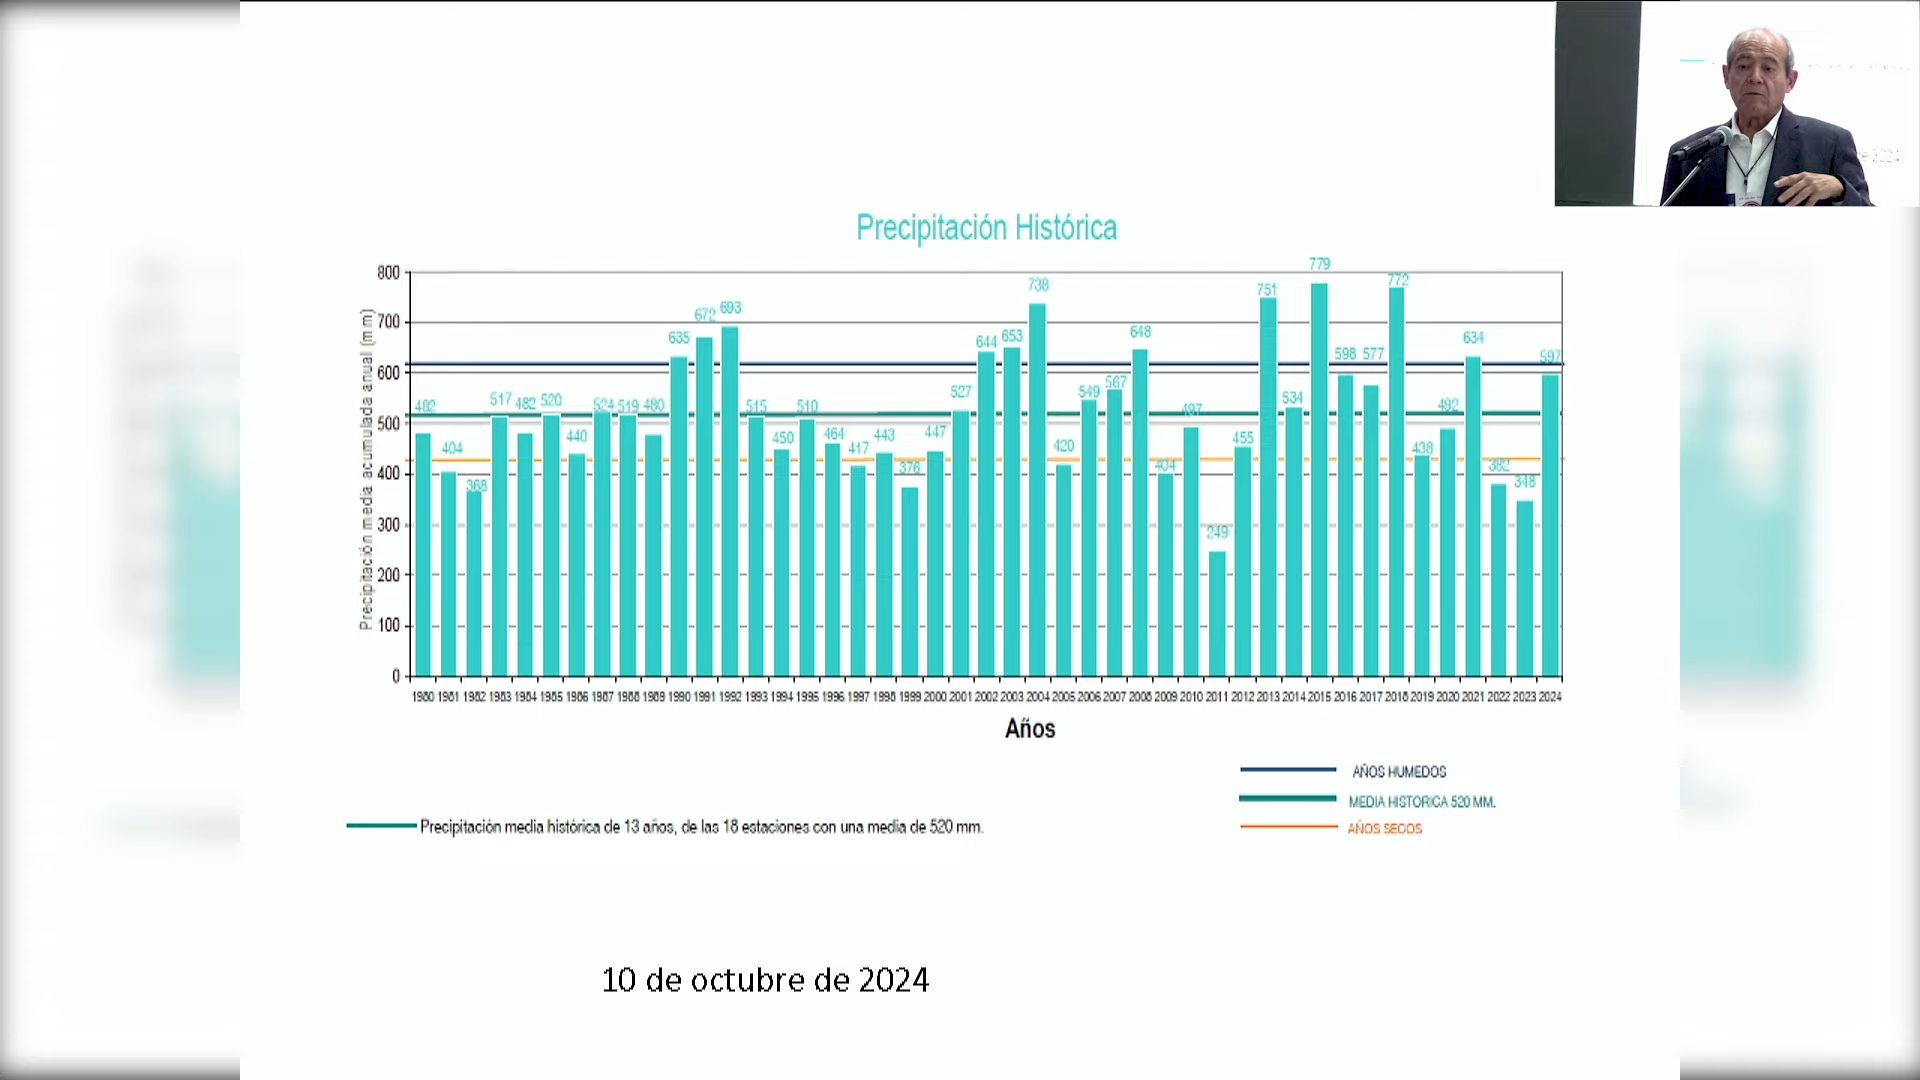 Precipitación Histórica
Precipitación media acumulada anual (mm)
800
700
600
500
400
300
200
100
0
482 404 368 517 482 520 440 524 519 480 635 672 693 515 450 510 464 417 443 376 447 527 644 653 738 420 549 567 648 404 497 249 455 751 534 779 598 577 772 438 492 634 382 348 597
1980 1981 1982 1983 1984 1985 1986 1987 1988 1989 1990 1991 1992 1993 1994 1995 1996 1997 1998 1999 2000 2001 2002 2003 2004 2005 2006 2007 2008 2009 2010 2011 2012 2013 2014 2015 2016 2017 2018 2019 2020 2021 2022 2023 2024
Años
AÑOS HUMEDOS
MEDIA HISTORICA 520 MM.
AÑOS SECOS
Precipitación media histórica de 13 años, de las 18 estaciones con una media de 520 mm.
10 de octubre de 2024